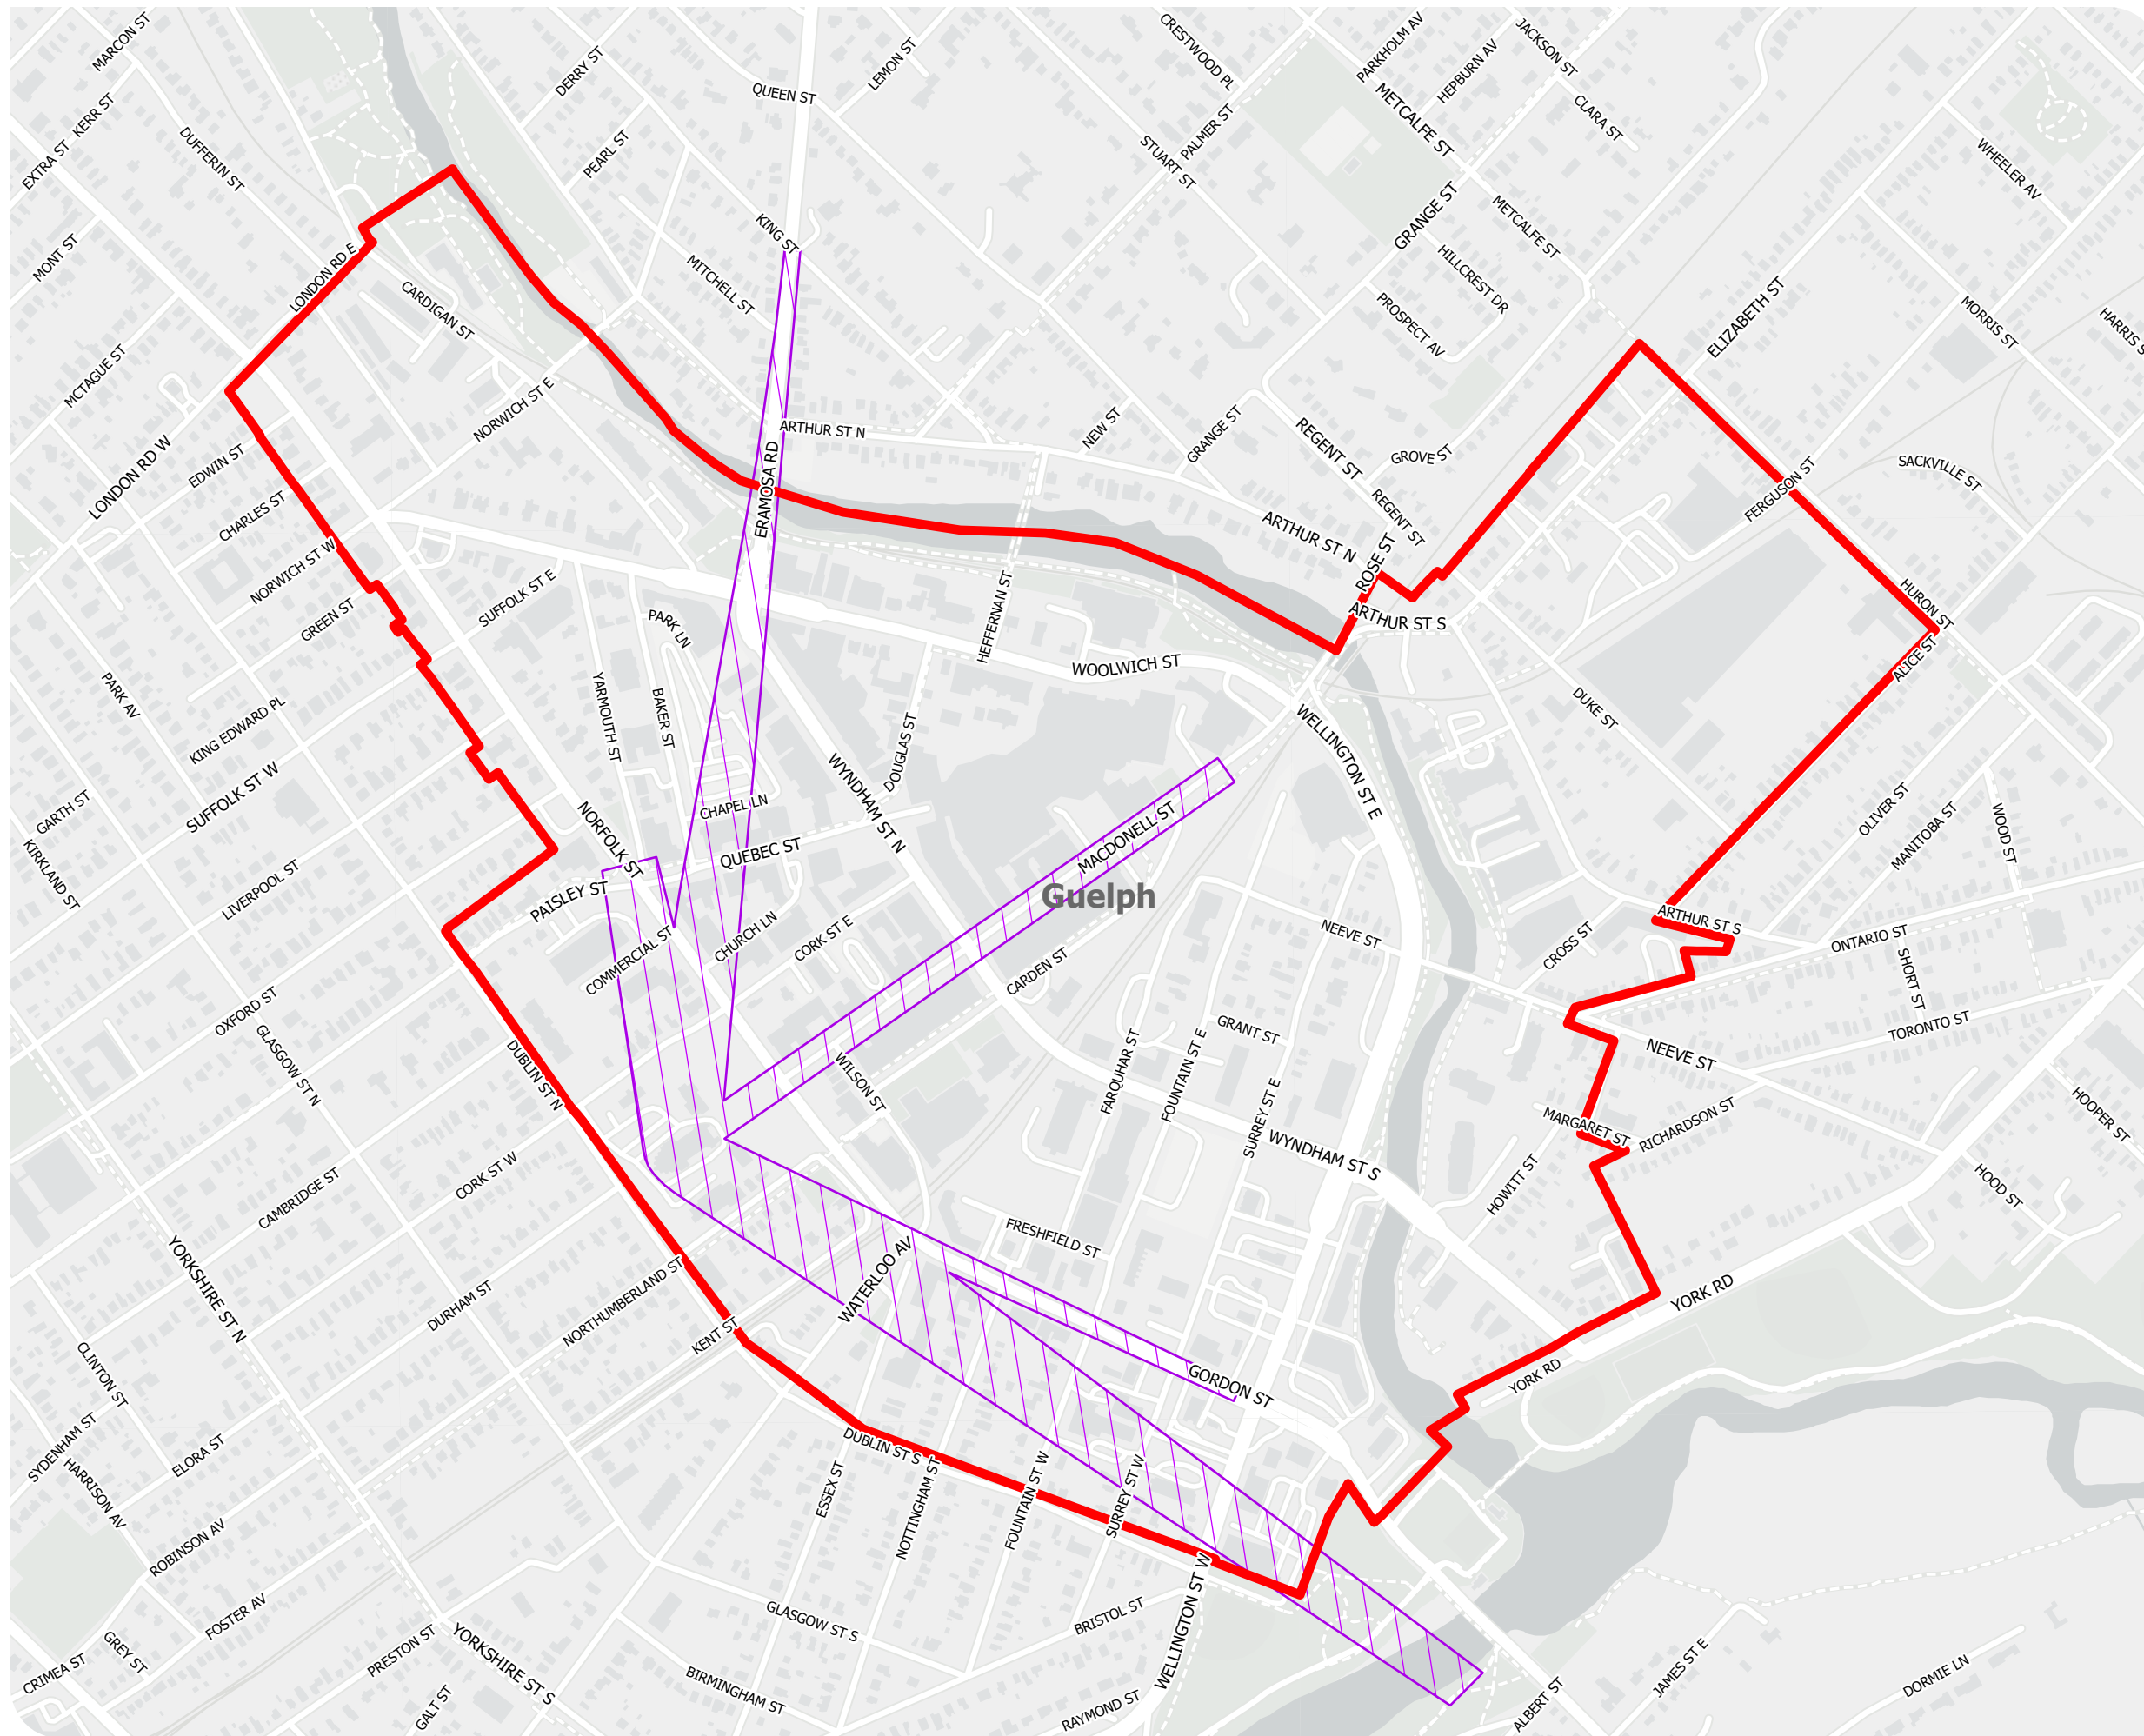 MARCON ST
DERRY ST
LEMON ST
CRESTWOOD PL
PARKHOLM AV
JACKSON ST
HEPBURN AV
QUEEN ST
METCALFE ST
CLARA ST
KERR ST
EXTRA ST
DUFFERIN ST
PEARL ST
PALMER ST
STUART ST
WHEELER AV
KING ST
GRANGE ST
METCALFE ST
MONT ST
LONDON RD E
MITCHELL ST
HILLCREST DR
CARDIGAN ST
PROSPECT AV
ELIZABETH ST
MORRIS ST
HARRIS S
MCTAGUE ST
NORWICH ST E
ARTHUR ST N
NEW ST
GRANGE ST
REGENT ST
GROVE ST
LONDON RD W
EDWIN ST
ERAMOSA RD
SACKVILLE ST
FERGUSON ST
CHARLES ST
REGENT ST
ARTHUR ST N
ROSE ST
NORWICH ST W
SUFFOLK ST E
GREEN ST
PARK LN
HEFFERNAN ST
ARTHUR ST S
HURON ST
WOOLWICH ST
ALICE ST
PARK AV
YARMOUTH ST
BAKER ST
DUKE ST
KING EDWARD PL
WELLINGTON ST E
DOUGLAS ST
WYNDHAM ST N
SUFFOLK ST W
GARTH ST
CHAPEL LN
NORFOLK ST
QUEBEC ST
MACDONELL ST
OLIVER ST
MANITOBA ST
WOOD ST
KIRKLAND ST
LIVERPOOL ST
PAISLEY ST
Guelph
ARTHUR ST S
COMMERCIAL ST
CHURCH LN
CORK ST E
NEEVE ST
CROSS ST
ONTARIO ST
CARDEN ST
SHORT ST
OXFORD ST
GLASGOW ST N
DUBLIN ST N
WILSON ST
GRANT ST
TORONTO ST
FARQUHAR ST
FOUNTAIN ST E
NEEVE ST
SURREY ST E
MARGARET ST
RICHARDSON ST
HOOPER ST
WYNDHAM ST S
CORK ST W
CAMBRIDGE ST
HOWITT ST
HOOD ST
YORKSHIRE ST N
FRESHFIELD ST
WATERLOO AV
NORTHUMBERLAND ST
DURHAM ST
KENT ST
YORK RD
YORK RD
CLINTON ST
GORDON ST
SYDENHAM ST
HARRISON AV
ELORA ST
DUBLIN ST S
ESSEX ST
NOTTINGHAM ST
FOUNTAIN ST W
SURREY ST W
ROBINSON AV
WELLINGTON ST W
FOSTER AV
GLASGOW ST S
BRISTOL ST
GREY ST
CRIMEA ST
PRESTON ST
YORKSHIRE ST S
GALT ST
BIRMINGHAM ST
RAYMOND ST
JAMES ST E
ALBERT ST
DORMIE LN